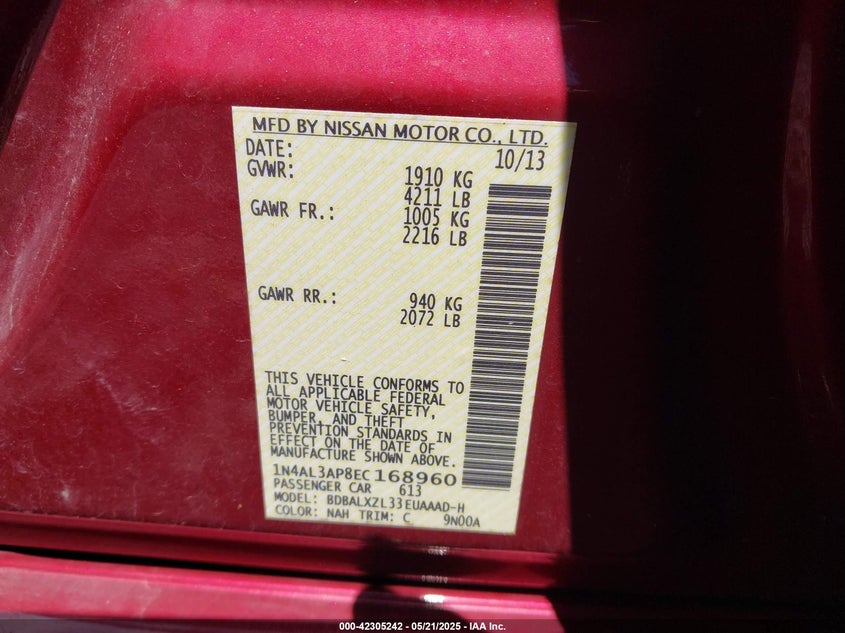 MFD BY NISSAN MOTOR CO., LTD.
DATE: 10/13
GVWR: 1910 KG
4211 LB
GAWR FR.: 1005 KG
2216 LB
GAWR RR.: 940 KG
2072 LB
THIS VEHICLE CONFORMS TO
ALL APPLICABLE FEDERAL
MOTOR VEHICLE SAFETY,
BUMPER, AND THEFT
PREVENTION STANDARDS IN
EFFECT ON THE DATE OF
MANUFACTURE SHOWN ABOVE.
1N4AL3AP8EC168960
PASSENGER CAR 613
MODEL: BDBALXZL33EUAAAD-H
COLOR: NAH TRIM: C 9N00A
000-42305242 - 05/21/2025 - IAA Inc.